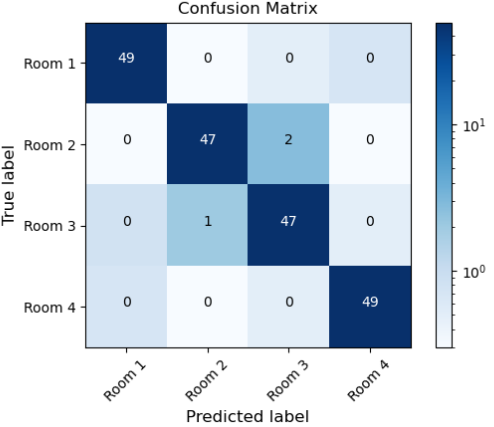 Confusion Matrix
True label
Room 1 49 0 0 0
Room 2 0 47 2 0
Room 3 0 1 47 0
Room 4 0 0 0 49
Room 1 Room 2 Room 3 Room 4
Predicted label
10¹
10⁰